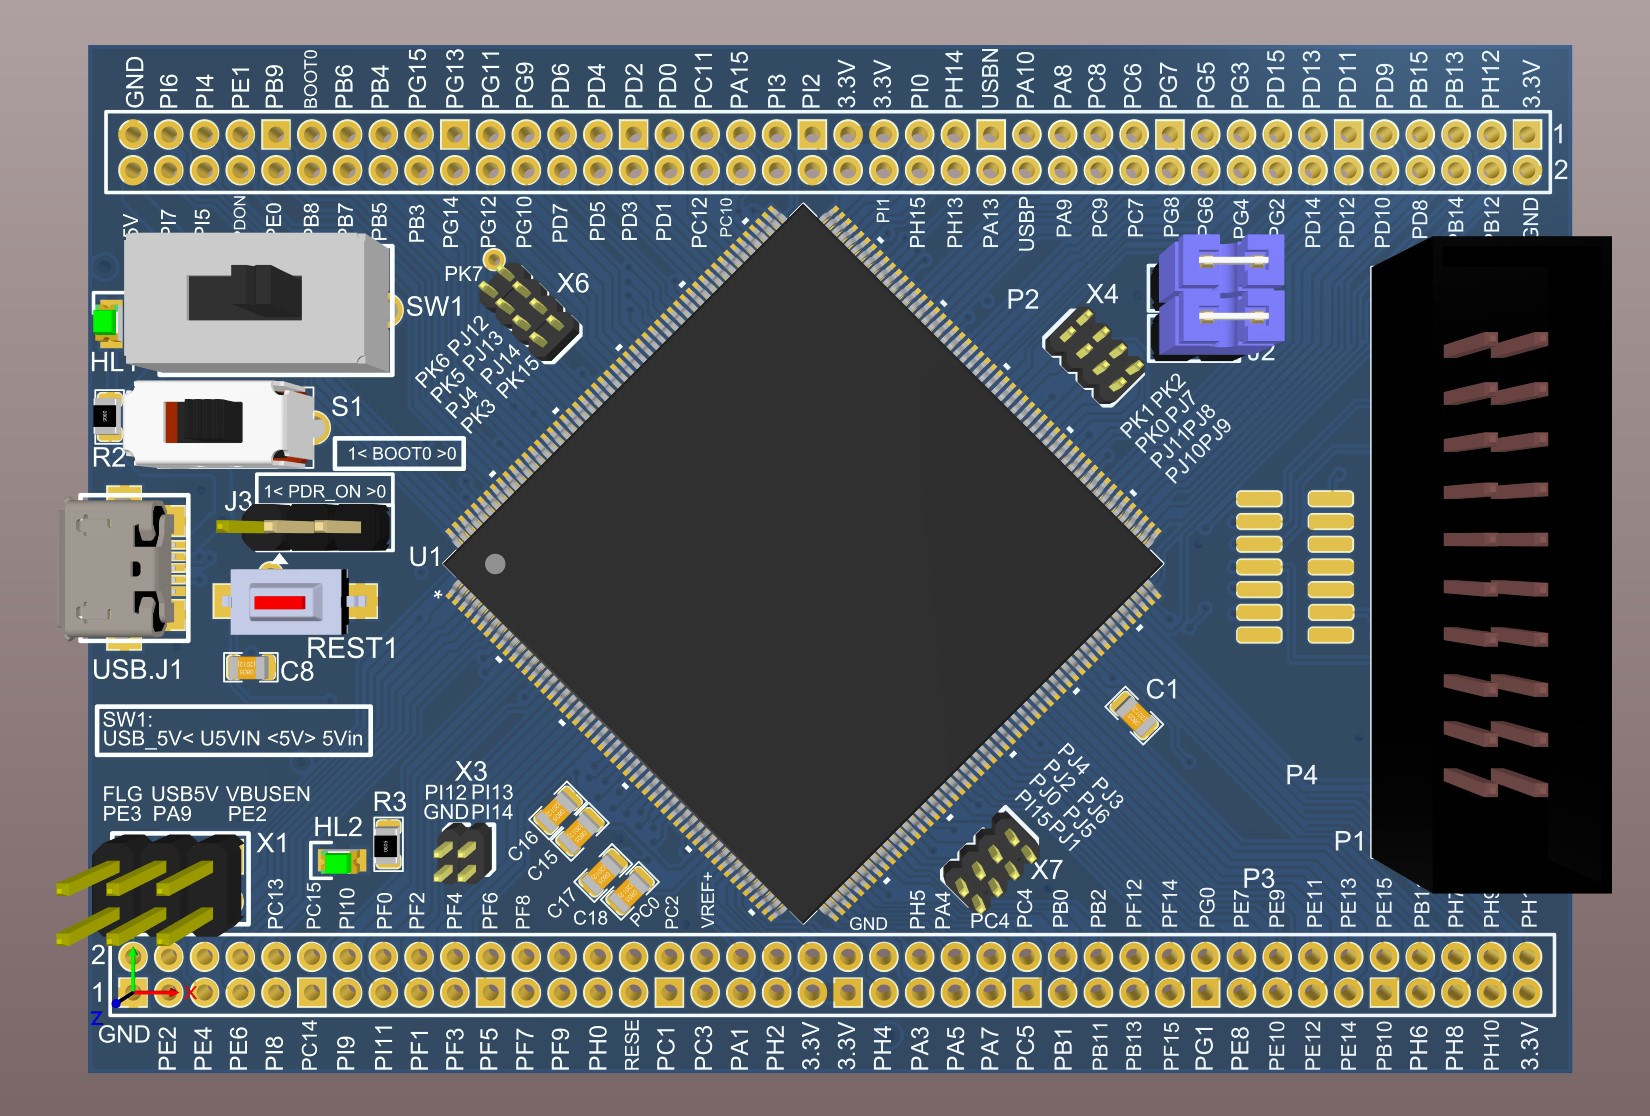 GND PI6 PI4 PE1 PB9 BOOT0 PB6 PB4 PG15 PG13 PG11 PG9 PD6 PD4 PD2 PD0 PC11 PA15 PI3 PI2 3.3V 3.3V PI0 PH14 USBN PA10 PA8 PC8 PC6 PG7 PG5 PG3 PD15 PD13 PD11 PD9 PB15 PB13 PH12 3.3V
1
2
5V PI7 PI5 PDON PE0 PB8 PB7 PB5 PB3 PG14 PG12 PG10 PD7 PD5 PD3 PD1 PC12 PC10 PI1 PH15 PH13 PA13 USBP PA9 PC9 PC7 PG8 PG6 PG4 PG2 PD14 PD12 PD10 PD8 PB14 PB12 GND
PK7
X6
SW1
HL1
PK6 PJ12
PK5 PJ13
PJ4 PJ14
PK3 PK15
P2
X4
J2
PK1 PK2
PK0 PJ7
PJ11 PJ8
PJ10 PJ9
S1
R2
1< BOOT0 >0
J3
1< PDR_ON >0
U1
*
REST1
USB.J1
C8
C1
SW1:
USB_5V< U5VIN <5V> 5Vin
FLG USB5V VBUSEN
PE3 PA9 PE2
X1
HL2
R3
X3
PI12 PI13
GND PI14
C16
C15
C17
C18
PJ4 PJ3
PJ2 PJ6
PJ0 PJ5
PI15 PJ1
X7
P4
P1
P3
PC13 PC15 PI10 PF0 PF2 PF4 PF6 PF8 PC0 PC2 VREF+ GND PH5 PA4 PC4 PC4 PB0 PB2 PF12 PF14 PG0 PE7 PE9 PE11 PE13 PE15
2
1
X
Z
GND PE2 PE4 PE6 PI8 PC14 PI9 PI11 PF1 PF3 PF5 PF7 PF9 PH0 RESE PC1 PC3 PA1 PH2 3.3V 3.3V PH4 PA3 PA5 PA7 PC5 PB1 PB11 PB13 PF15 PG1 PE8 PE10 PE12 PE14 PB10 PH6 PH8 PH10 3.3V